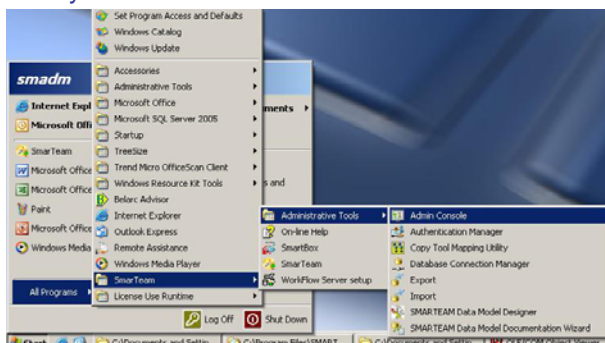 Set Program Access and Defaults
Windows Catalog
Windows Update
smadm
Internet Expl
Microsoft Offi
SmarTeam
Microsoft Office
Microsoft Office
Paint
Microsoft Office
Windows Media
All Programs
Accessories
Administrative Tools
Microsoft Office
Microsoft SQL Server 2005
Startup
TreeSize
Trend Micro OfficeScan Client
Windows Resource Kit Tools
Belarc Advisor
Internet Explorer
Outlook Express
Remote Assistance
Windows Media Player
SmarTeam
License Use Runtime
ments
s and
Administrative Tools
On-line Help
SmartBox
SmarTeam
WorkFlow Server setup
Admin Console
Authentication Manager
Copy Tool Mapping Utility
Database Connection Manager
Export
Import
SMARTEAM Data Model Designer
SMARTEAM Data Model Documentation Wizard
Log Off
Shut Down
Start